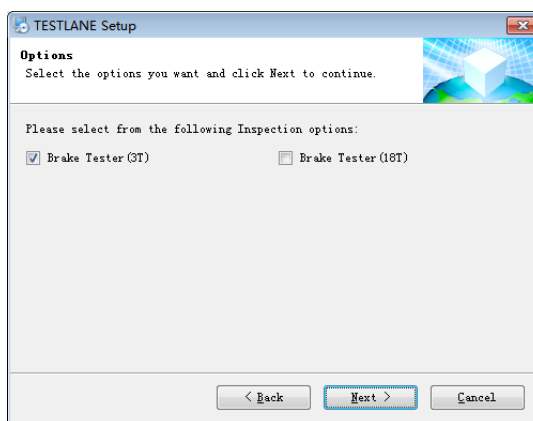 TESTLANE Setup
Options
Select the options you want and click Next to continue.
Please select from the following Inspection options:
Brake Tester(3T) Brake Tester(18T)
< Back Next > Cancel